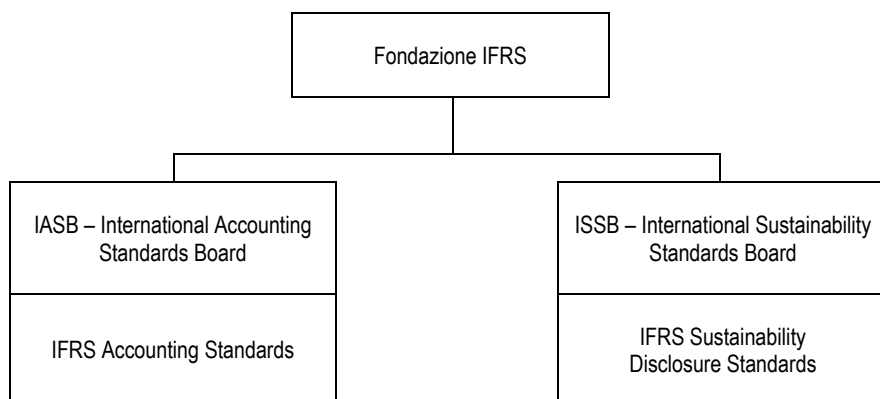 Fondazione IFRS
IASB – International Accounting
Standards Board
IFRS Accounting Standards
ISSB – International Sustainability
Standards Board
IFRS Sustainability
Disclosure Standards